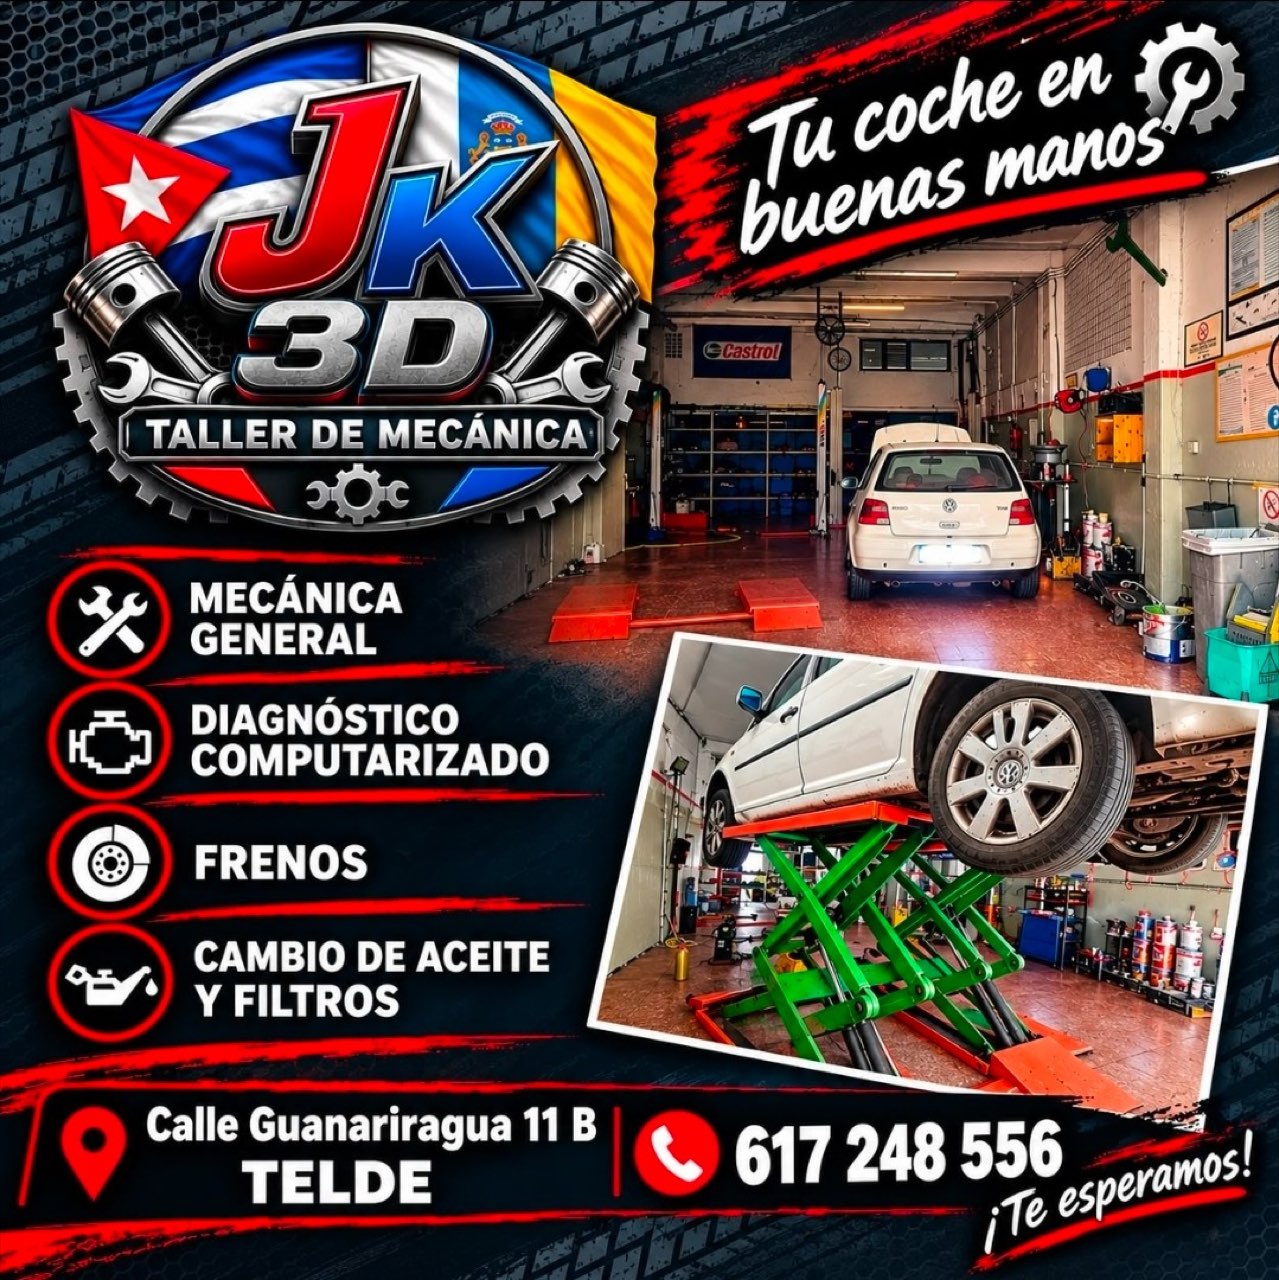 JK
3D
TALLER DE MECÁNICA
Tu coche en
buenas manos
Castrol
MECÁNICA
GENERAL
DIAGNÓSTICO
COMPUTARIZADO
FRENOS
CAMBIO DE ACEITE
Y FILTROS
Calle Guanariragua 11 B
TELDE
617 248 556
¡Te esperamos!